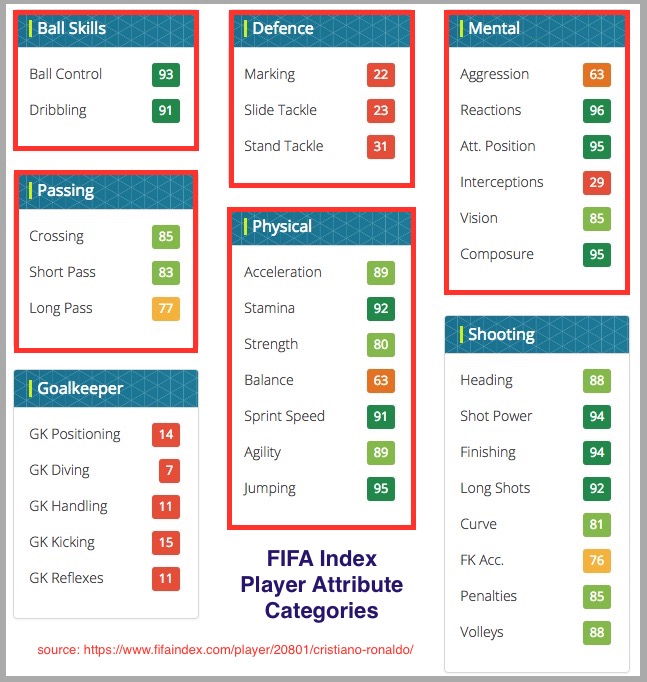 Ball Skills
Ball Control 93
Dribbling 91
Passing
Crossing 85
Short Pass 83
Long Pass 77
Goalkeeper
GK Positioning 14
GK Diving 7
GK Handling 11
GK Kicking 15
GK Reflexes 11
Defence
Marking 22
Slide Tackle 23
Stand Tackle 31
Physical
Acceleration 89
Stamina 92
Strength 80
Balance 63
Sprint Speed 91
Agility 89
Jumping 95
Mental
Aggression 63
Reactions 96
Att. Position 95
Interceptions 29
Vision 85
Composure 95
Shooting
Heading 88
Shot Power 94
Finishing 94
Long Shots 92
Curve 81
FK Acc. 76
Penalties 85
Volleys 88
FIFA Index
Player Attribute
Categories
source: https://www.fifaindex.com/player/20801/cristiano-ronaldo/